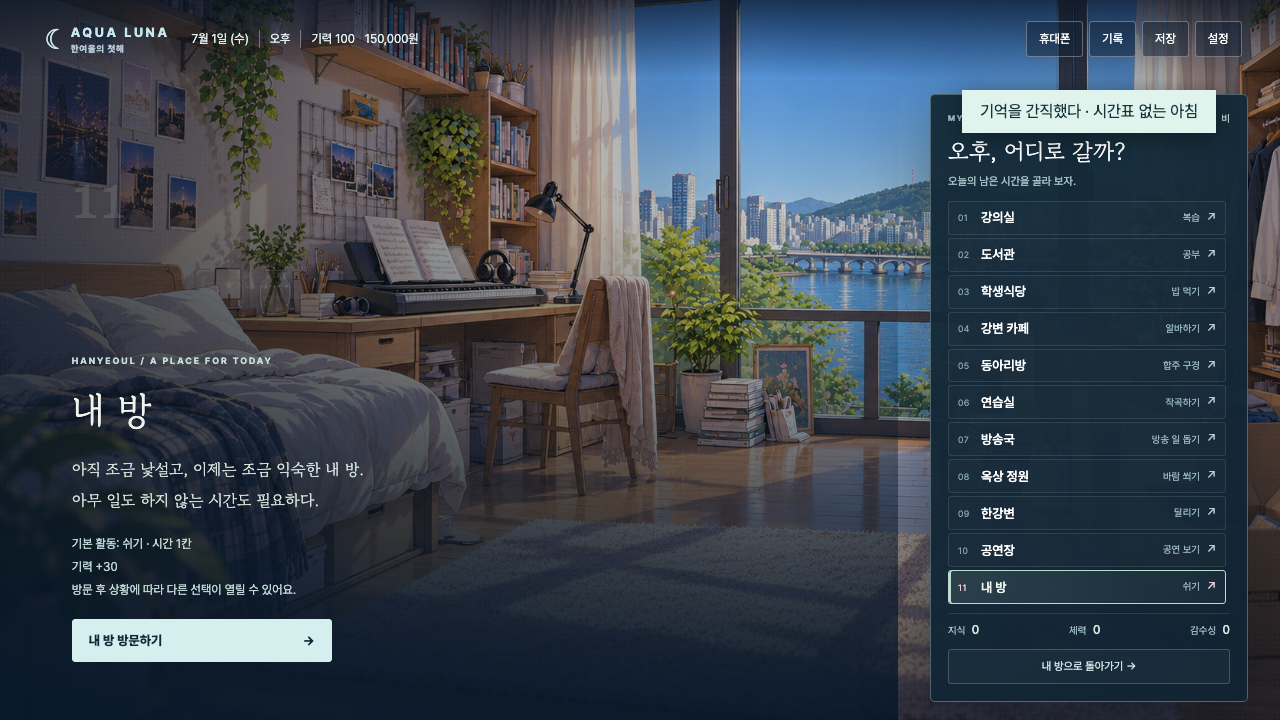 AQUA LUNA
한여울의 첫해
7월 1일 (수) 오후 기력 100 150,000원
휴대폰 기록 저장 설정
기억을 간직했다 · 시간표 없는 아침
MY 비
오후, 어디로 갈까?
오늘의 남은 시간을 골라 보자.
01 강의실 복습 ↗
02 도서관 공부 ↗
03 학생식당 밥 먹기 ↗
04 강변 카페 알바하기 ↗
05 동아리방 합주 구경 ↗
06 연습실 작곡하기 ↗
07 방송국 방송 일 돕기 ↗
08 옥상 정원 바람 쐬기 ↗
09 한강변 달리기 ↗
10 공연장 공연 보기 ↗
11 내 방 쉬기 ↗
지식 0 체력 0 감수성 0
내 방으로 돌아가기 →
11
HANYEOUL / A PLACE FOR TODAY
내 방
아직 조금 낯설고, 이제는 조금 익숙한 내 방.
아무 일도 하지 않는 시간도 필요하다.
기본 활동: 쉬기 · 시간 1칸
기력 +30
방문 후 상황에 따라 다른 선택이 열릴 수 있어요.
내 방 방문하기 →